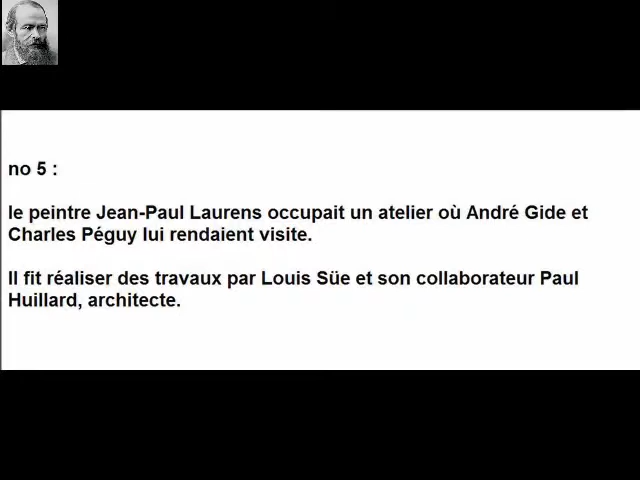 no 5 :
le peintre Jean-Paul Laurens occupait un atelier où André Gide et
Charles Péguy lui rendaient visite.
Il fit réaliser des travaux par Louis Süe et son collaborateur Paul
Huillard, architecte.